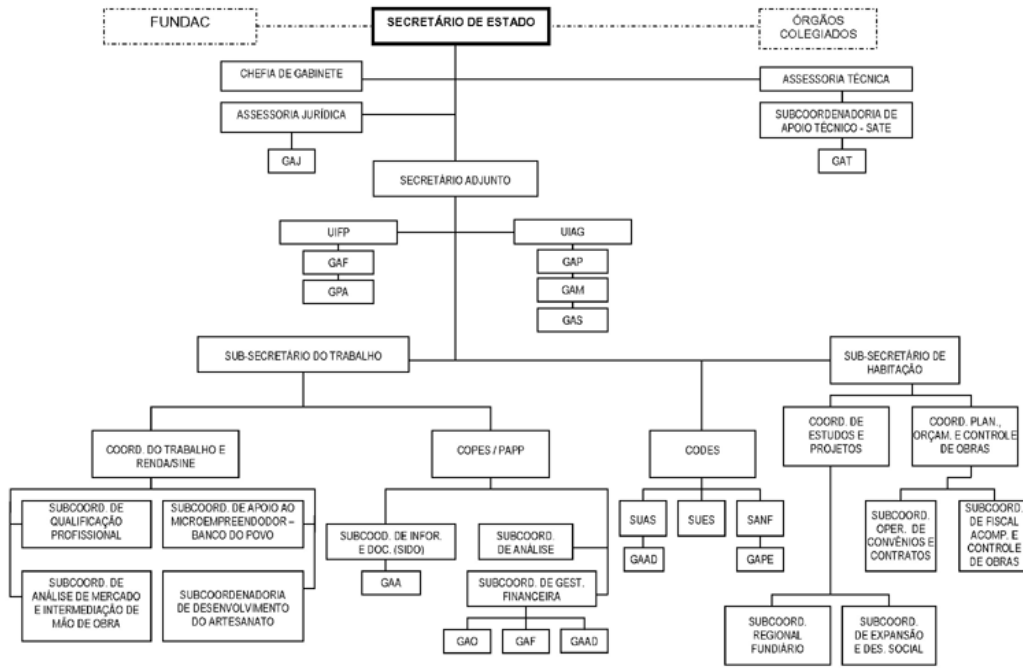 FUNDAC
SECRETÁRIO DE ESTADO
ÓRGÃOS
COLEGIADOS
CHEFIA DE GABINETE
ASSESSORIA TÉCNICA
ASSESSORIA JURÍDICA
SUBCOORDENADORIA DE
APOIO TÉCNICO - SATE
GAJ
GAT
SECRETÁRIO ADJUNTO
UIFP
UIAG
GAF
GAP
GPA
GAM
GAS
SUB-SECRETÁRIO DO TRABALHO
SUB-SECRETÁRIO DE
HABITAÇÃO
COORD. DO TRABALHO E
RENDA/SINE
COPES / PAPP
CODES
COORD. DE
ESTUDOS E
PROJETOS
COORD. PLAN.,
ORÇAM. E CONTROLE
DE OBRAS
SUBCOORD. DE
QUALIFICAÇÃO
PROFISSIONAL
SUBCOORD. DE APOIO AO
MICROEMPREENDODOR –
BANCO DO POVO
SUBCOOD. DE INFOR.
E DOC. (SIDO)
SUBCOORD.
DE ANÁLISE
SUAS
SUES
SANF
SUBCOORD.
OPER. DE
CONVÊNIOS E
CONTRATOS
SUBCOORD.
DE FISCAL
ACOMP. E
CONTROLE
DE OBRAS
GAA
GAAD
GAPE
SUBCOORD. DE
ANÁLISE DE MERCADO
E INTERMEDIAÇÃO DE
MÃO DE OBRA
SUBCOORDENADORIA
DE DESENVOLVIMENTO
DO ARTESANATO
SUBCOORD. DE GEST.
FINANCEIRA
GAO
GAF
GAAD
SUBCOORD.
REGIONAL
FUNDIÁRIO
SUBCOORD.
DE EXPANSÃO
E DES. SOCIAL